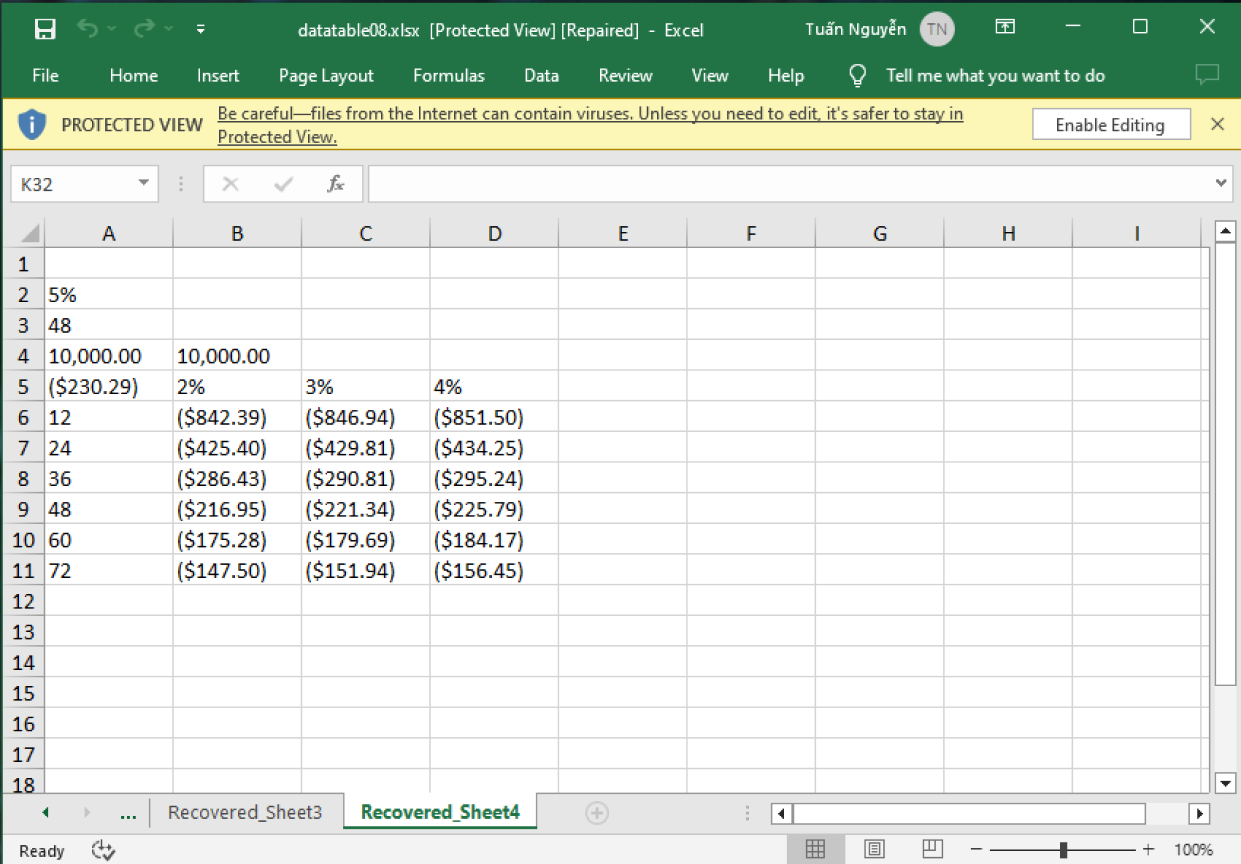 datatable08.xlsx [Protected View] [Repaired] - Excel
Tuấn Nguyễn TN
File Home Insert Page Layout Formulas Data Review View Help Tell me what you want to do
PROTECTED VIEW
Be careful—files from the Internet can contain viruses. Unless you need to edit, it's safer to stay in
Protected View.
Enable Editing
K32 fx
A B C D E F G H I
1
2 5%
3 48
4 10,000.00 10,000.00
5 ($230.29) 2% 3% 4%
6 12 ($842.39) ($846.94) ($851.50)
7 24 ($425.40) ($429.81) ($434.25)
8 36 ($286.43) ($290.81) ($295.24)
9 48 ($216.95) ($221.34) ($225.79)
10 60 ($175.28) ($179.69) ($184.17)
11 72 ($147.50) ($151.94) ($156.45)
12
13
14
15
16
17
18
... Recovered_Sheet3 Recovered_Sheet4
Ready 100%